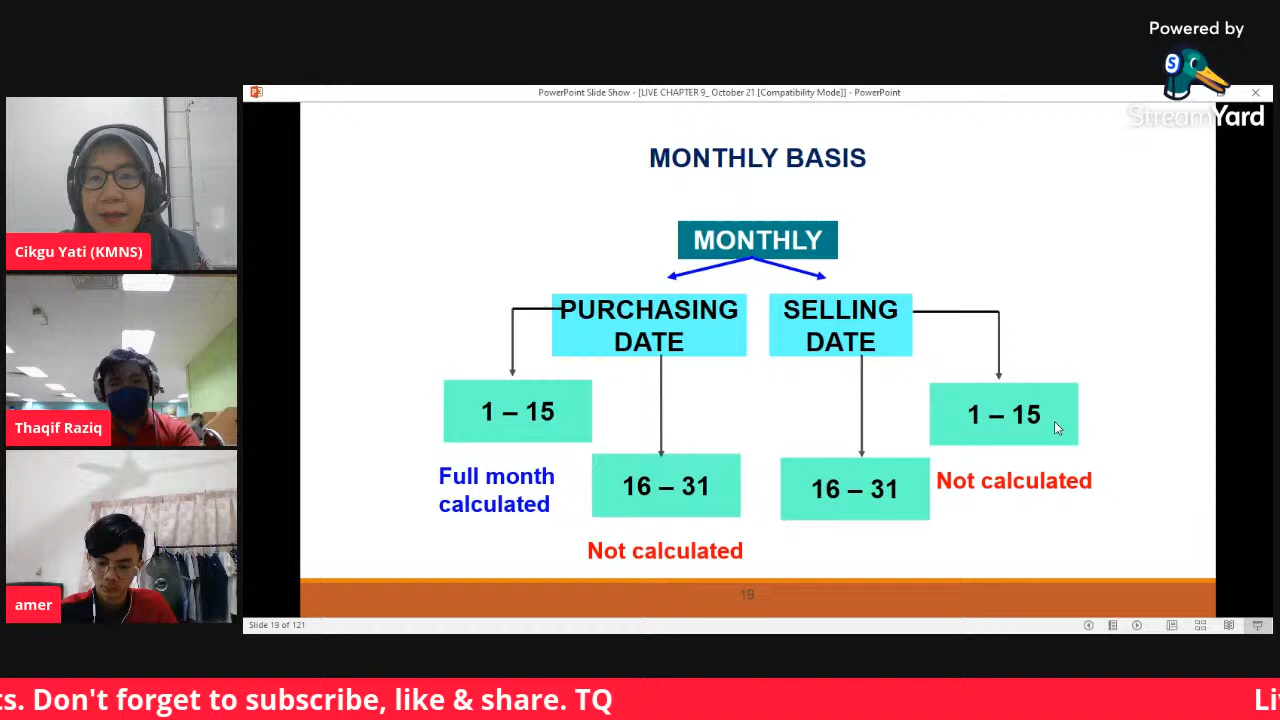 Powered by
S
StreamYard
PowerPoint Slide Show - [LIVE CHAPTER 9_ October 21 [Compatibility Mode]] - PowerPoint
MONTHLY BASIS
MONTHLY
PURCHASING
DATE
SELLING
DATE
1 – 15
16 – 31
16 – 31
1 – 15
Full month
calculated
Not calculated
Not calculated
19
Slide 19 of 121
Cikgu Yati (KMNS)
Thaqif Raziq
amer
ts. Don't forget to subscribe, like & share. TQ
Li